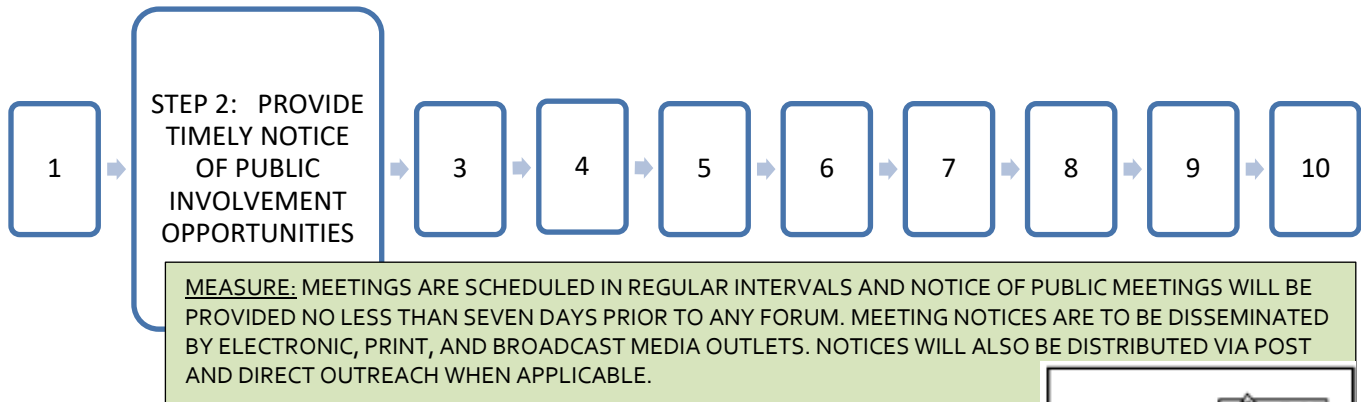 1
STEP 2: PROVIDE
TIMELY NOTICE
OF PUBLIC
INVOLVEMENT
OPPORTUNITIES
3
4
5
6
7
8
9
10
MEASURE: MEETINGS ARE SCHEDULED IN REGULAR INTERVALS AND NOTICE OF PUBLIC MEETINGS WILL BE
PROVIDED NO LESS THAN SEVEN DAYS PRIOR TO ANY FORUM. MEETING NOTICES ARE TO BE DISSEMINATED
BY ELECTRONIC, PRINT, AND BROADCAST MEDIA OUTLETS. NOTICES WILL ALSO BE DISTRIBUTED VIA POST
AND DIRECT OUTREACH WHEN APPLICABLE.